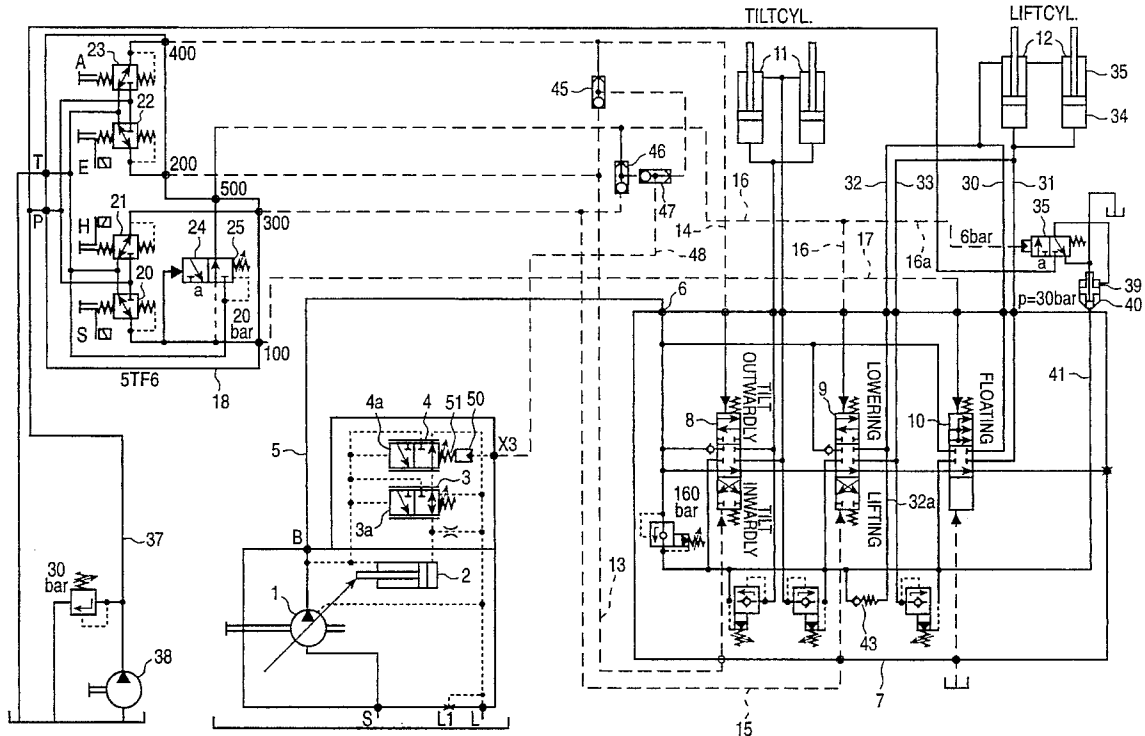 TILTCYL.
LIFTCYL.
23
400
A
22
E
T
200
500
P
21
300
H
24
25
20
a
20
bar
S
100
5TF6
18
45
46
47
48
11
12
35
34
14
16
16
17
32
33
30
31
16a
6bar
35
a
39
40
p=30bar
6
41
8
TILT
OUTWARDLY
TILT
INWARDLY
9
LOWERING
LIFTING
10
FLOATING
32a
160
bar
13
43
7
15
5
4a
4
51
50
X3
3
3a
B
2
1
S
L1
L
37
30
bar
38